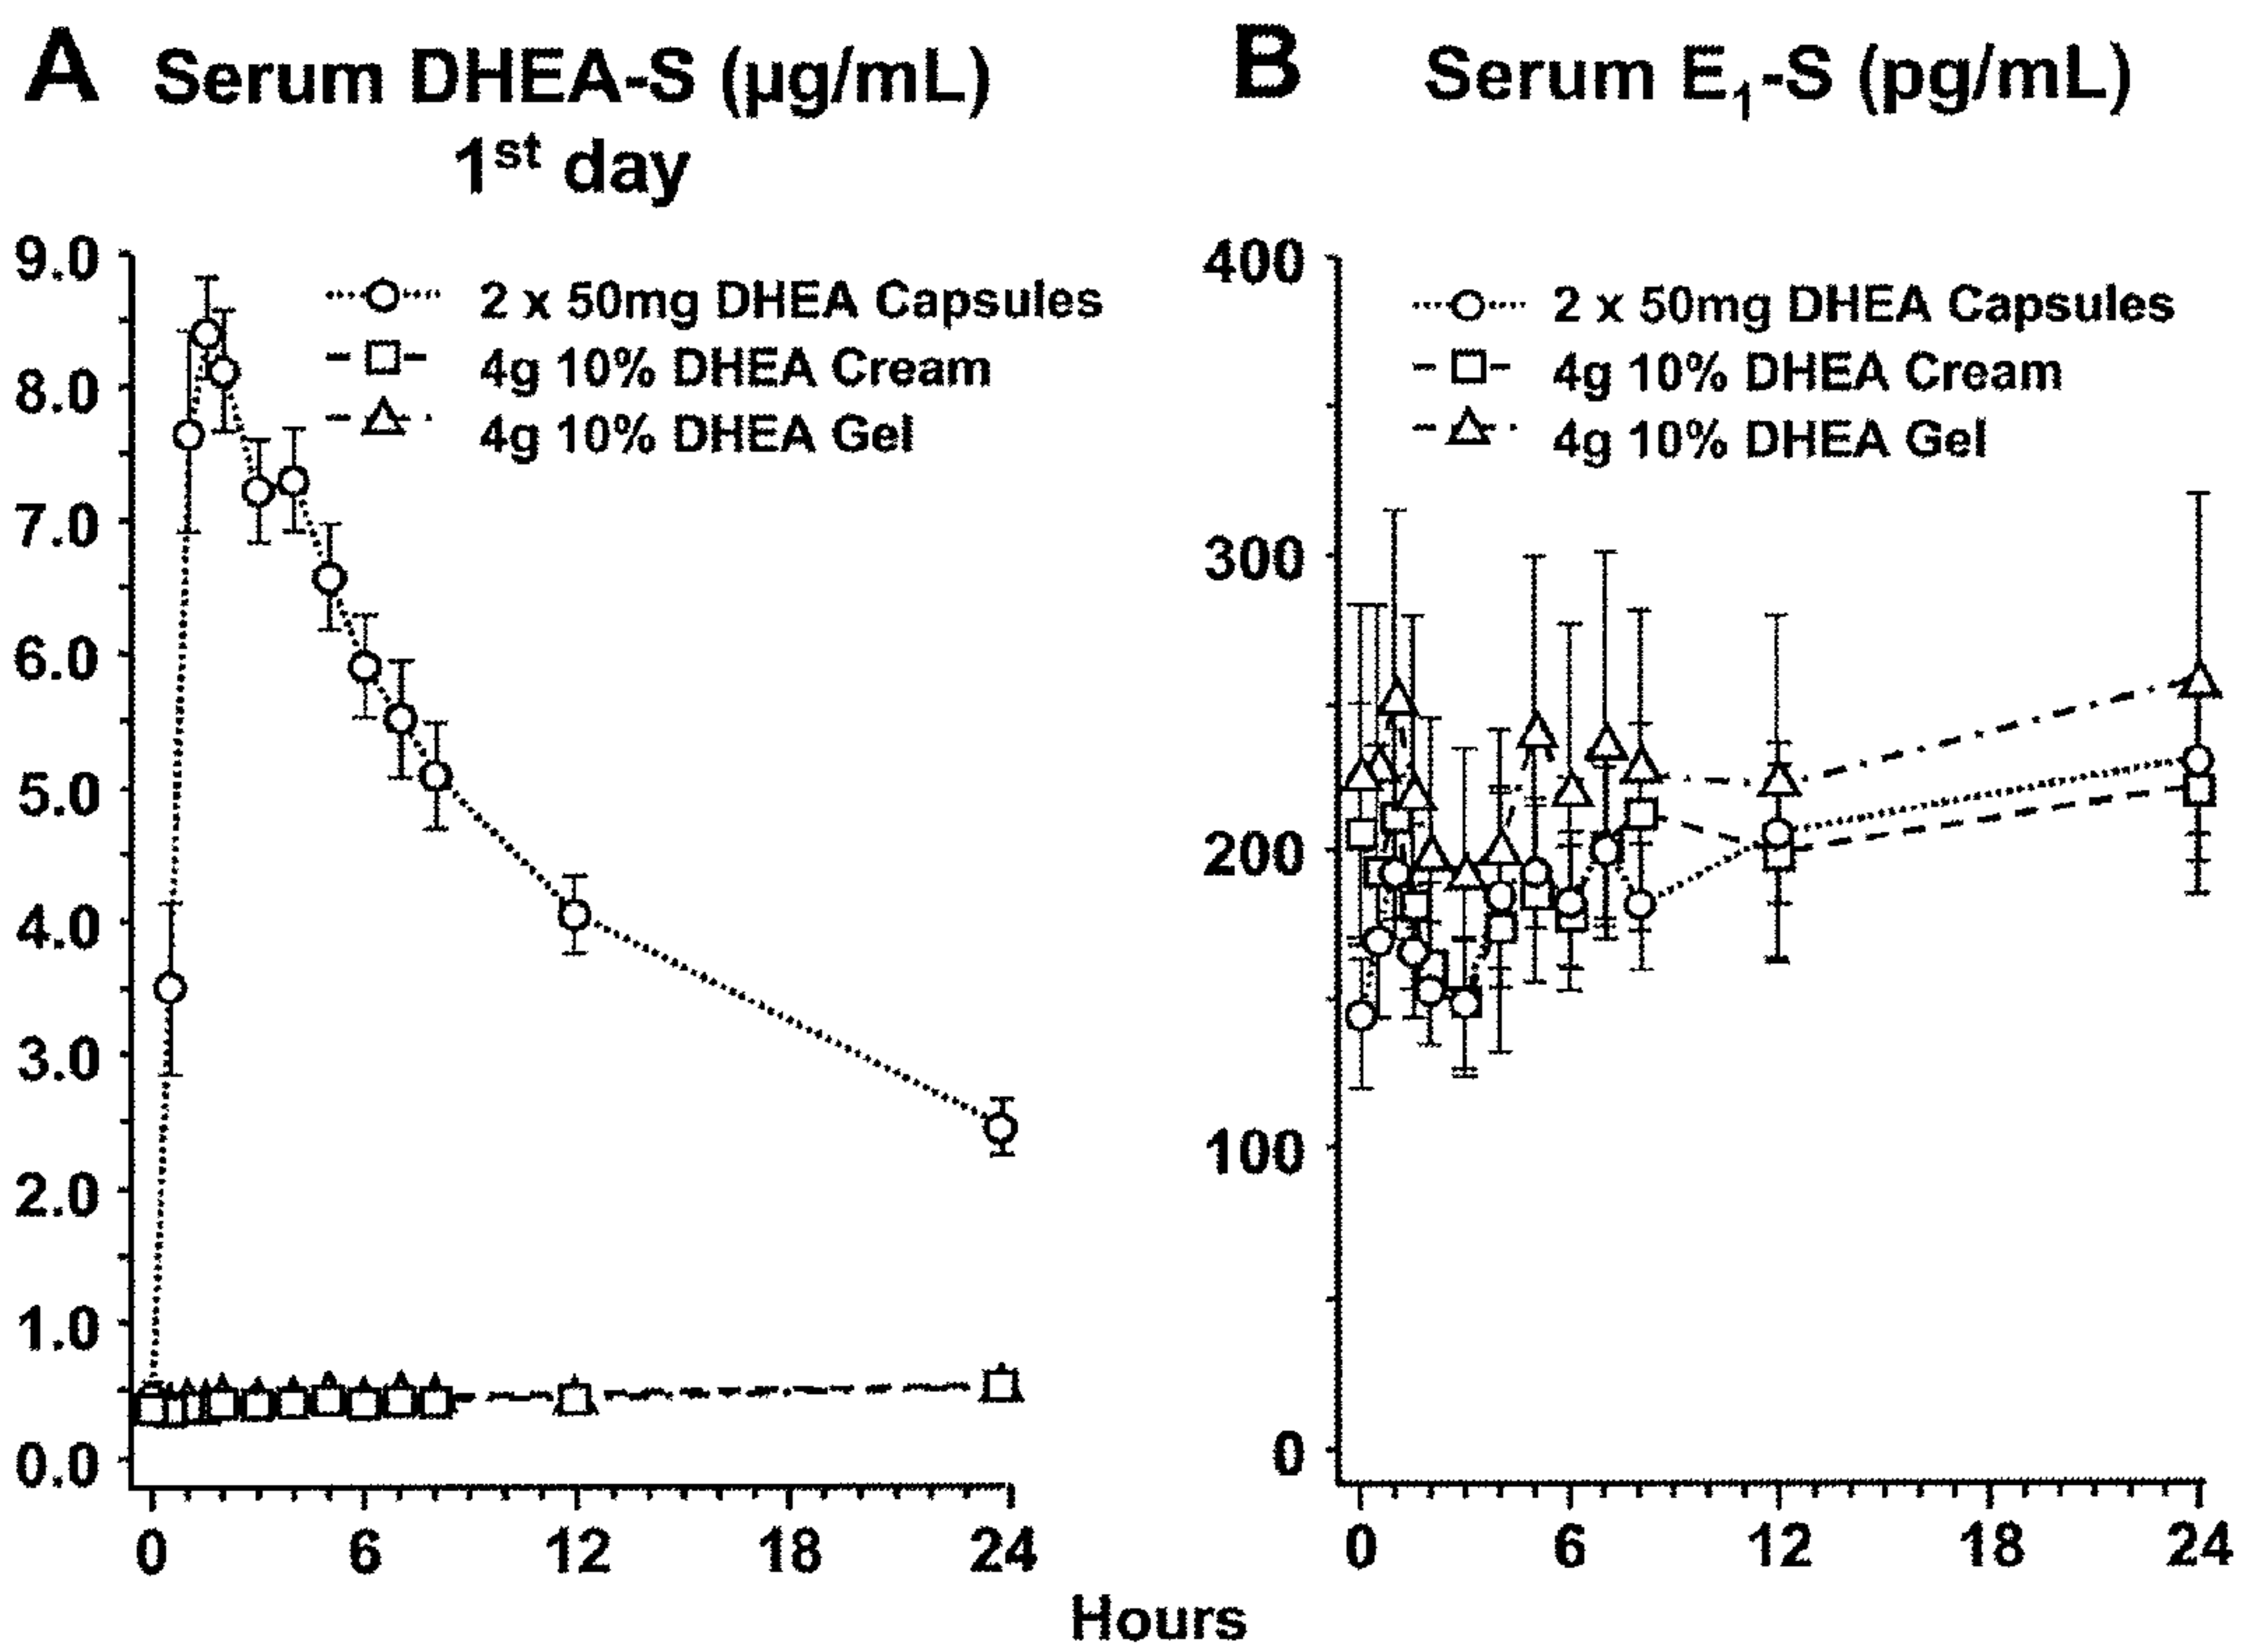 A Serum DHEA-S (µg/mL)
1st day
9.0
8.0
7.0
6.0
5.0
4.0
3.0
2.0
1.0
0.0
2 x 50mg DHEA Capsules
4g 10% DHEA Cream
4g 10% DHEA Gel
0 6 12 18 24
B Serum E1-S (pg/mL)
400
300
200
100
0
2 x 50mg DHEA Capsules
4g 10% DHEA Cream
4g 10% DHEA Gel
0 6 12 18 24
Hours